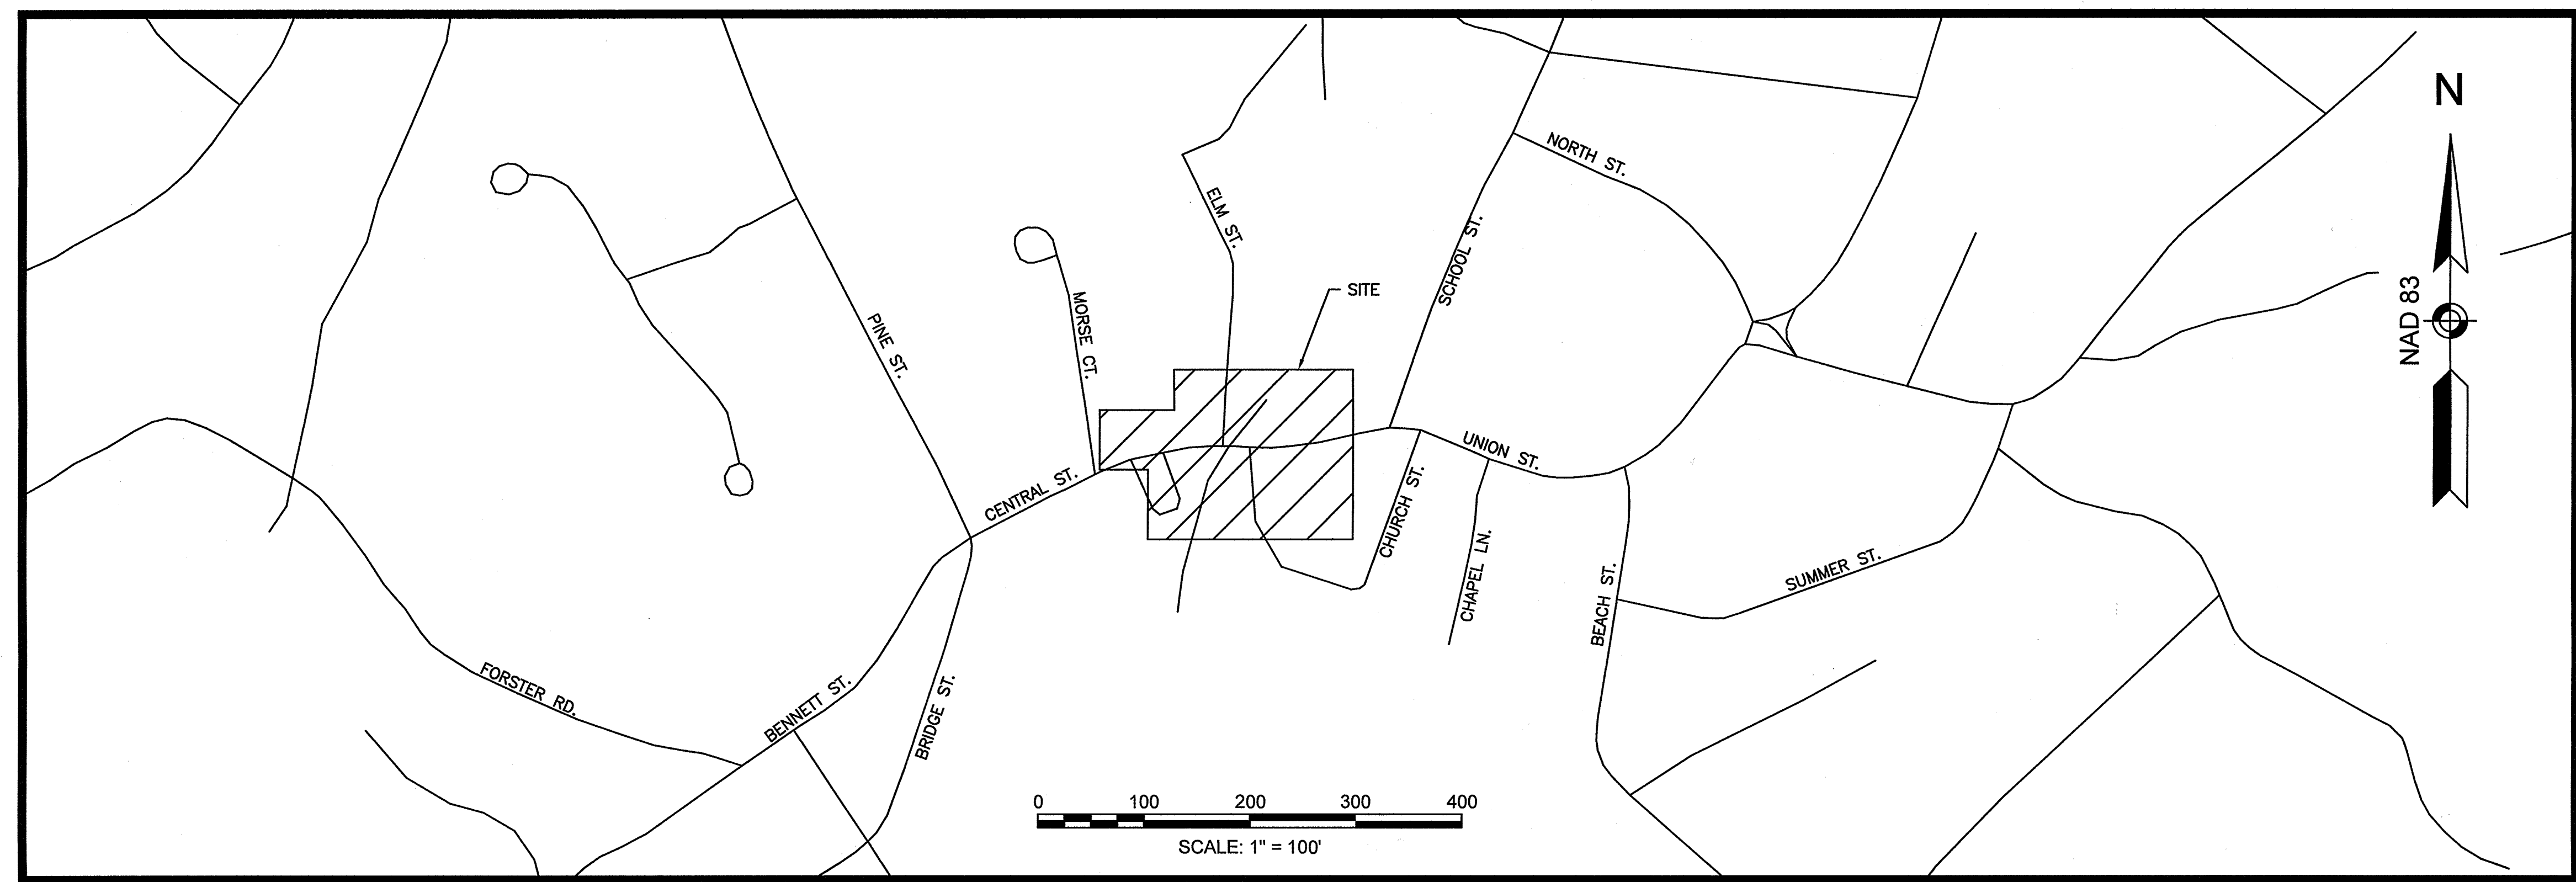 N
NAD 83
NORTH ST.
ELM ST.
SCHOOL ST.
SITE
MORSE CT.
PINE ST.
UNION ST.
CENTRAL ST.
CHURCH ST.
CHAPEL LN.
BEACH ST.
SUMMER ST.
FORSTER RD.
BENNETT ST.
BRIDGE ST.
0 100 200 300 400
SCALE: 1" = 100'